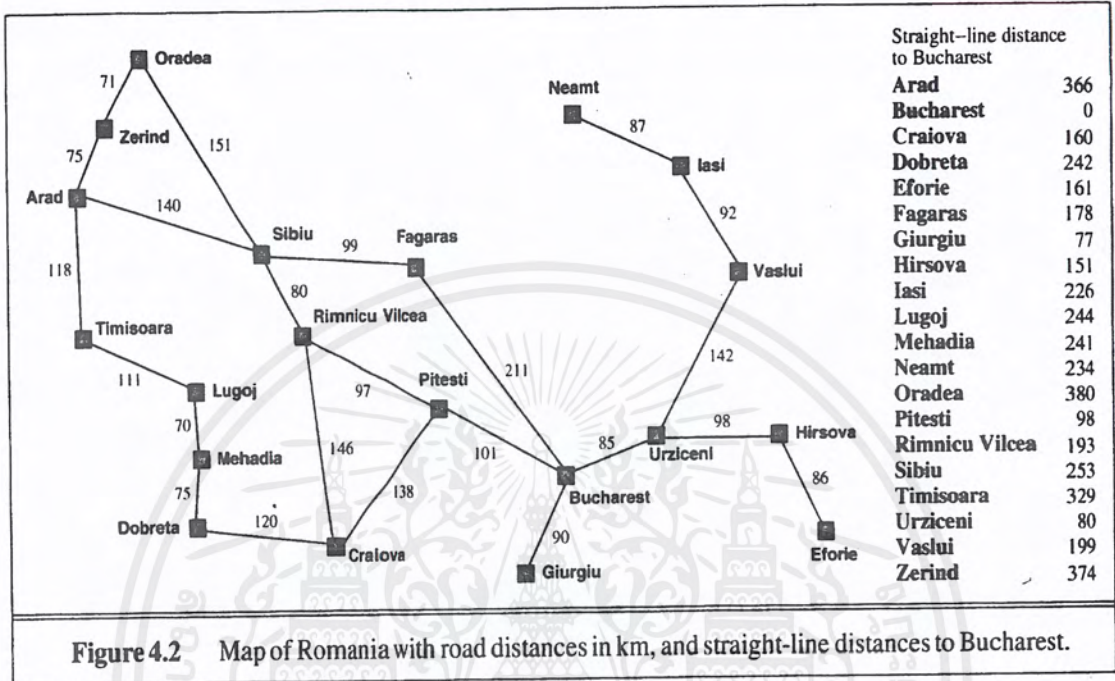 Oradea
71
Neamt
87
Zerind
151
75
Iasi
Arad
140
92
Sibiu
99
Fagaras
118
80
Vaslui
Rimnicu Vilcea
Timisoara
142
111
211
Lugoj
97
Pitesti
70
98
Hirsova
146
85
Urziceni
Mehadia
101
86
138
75
Bucharest
120
Dobreta
90
Eforie
Craiova
Giurgiu
Straight-line distance
to Bucharest
Arad 366
Bucharest 0
Craiova 160
Dobreta 242
Eforie 161
Fagaras 178
Giurgiu 77
Hirsova 151
Iasi 226
Lugoj 244
Mehadia 241
Neamt 234
Oradea 380
Pitesti 98
Rimnicu Vilcea 193
Sibiu 253
Timisoara 329
Urziceni 80
Vaslui 199
Zerind 374
Figure 4.2 Map of Romania with road distances in km, and straight-line distances to Bucharest.